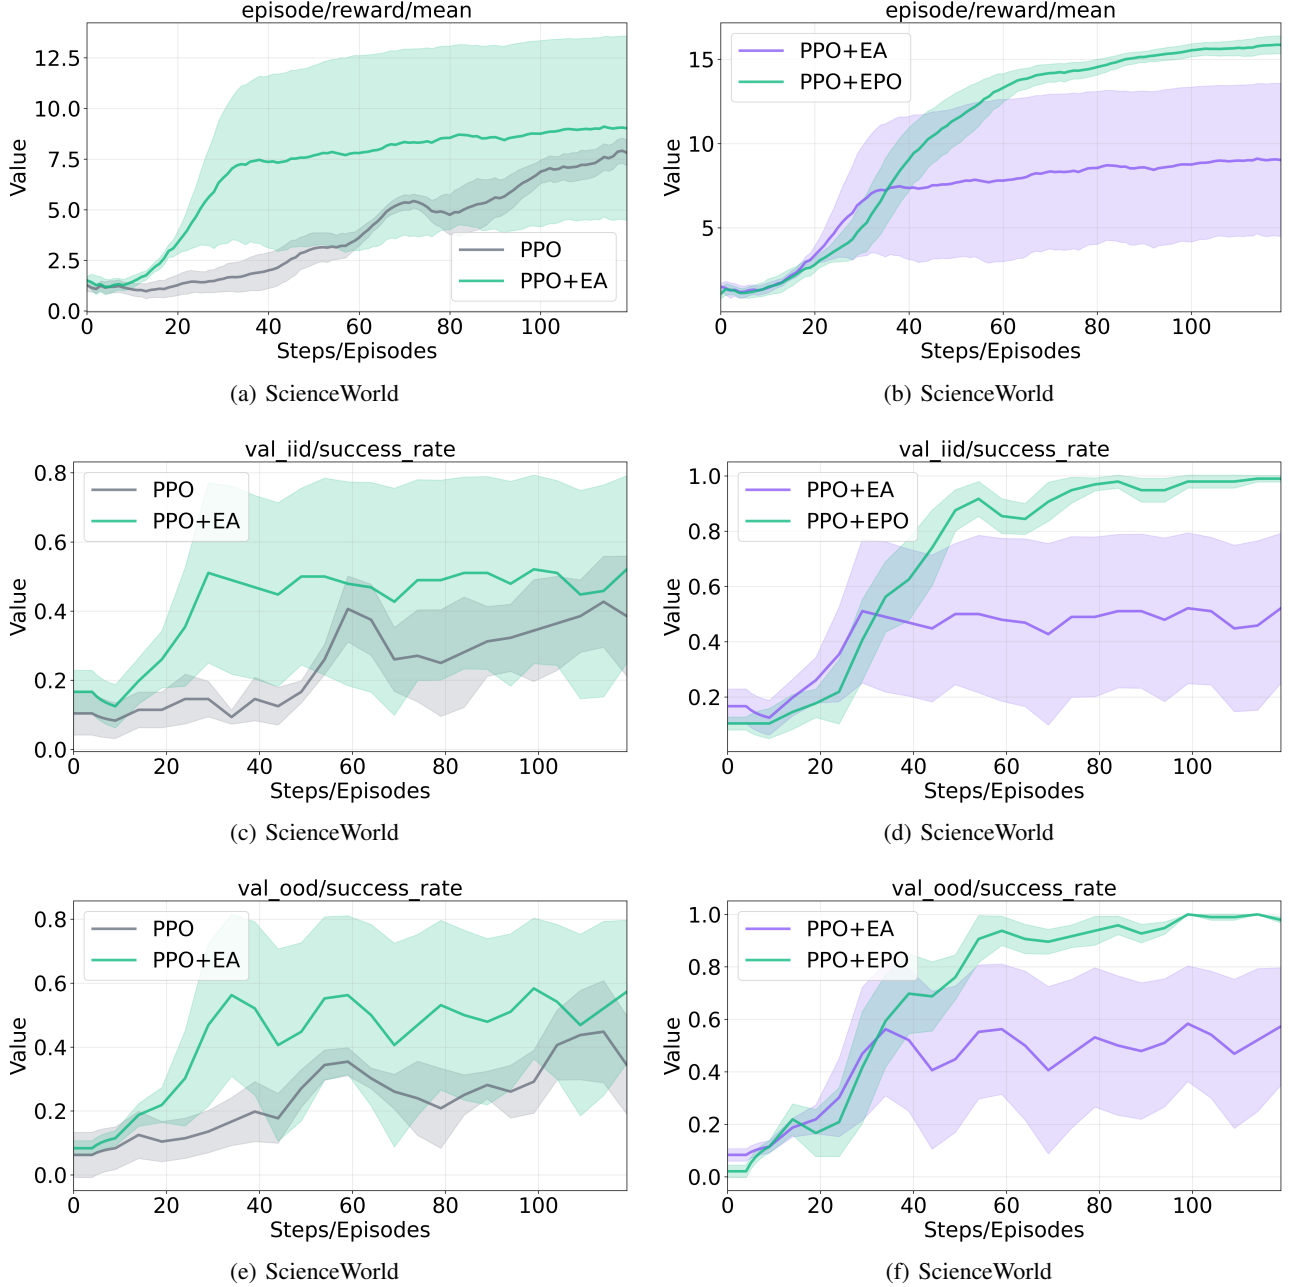 episode/reward/mean
12.5
10.0
7.5
5.0
2.5
0.0
Value
PPO
PPO+EA
0 20 40 60 80 100
Steps/Episodes
(a) ScienceWorld
episode/reward/mean
15
10
5
Value
PPO+EA
PPO+EPO
0 20 40 60 80 100
Steps/Episodes
(b) ScienceWorld
val_iid/success_rate
0.8
0.6
0.4
0.2
0.0
Value
PPO
PPO+EA
0 20 40 60 80 100
Steps/Episodes
(c) ScienceWorld
val_iid/success_rate
1.0
0.8
0.6
0.4
0.2
Value
PPO+EA
PPO+EPO
0 20 40 60 80 100
Steps/Episodes
(d) ScienceWorld
val_ood/success_rate
0.8
0.6
0.4
0.2
0.0
Value
PPO
PPO+EA
0 20 40 60 80 100
Steps/Episodes
(e) ScienceWorld
val_ood/success_rate
1.0
0.8
0.6
0.4
0.2
0.0
Value
PPO+EA
PPO+EPO
0 20 40 60 80 100
Steps/Episodes
(f) ScienceWorld